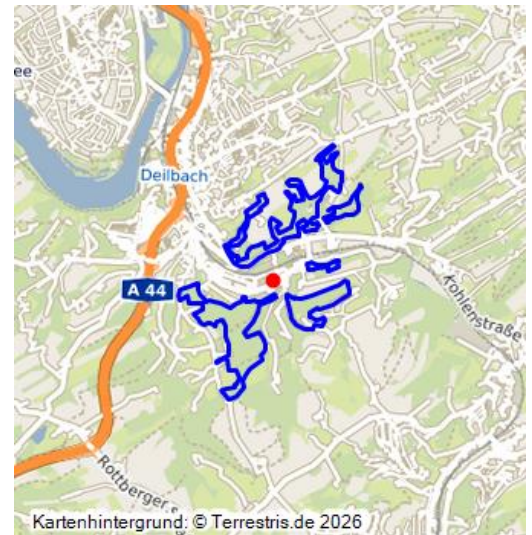 ee
Deilbach
A 44
Kohlenstraße
Rottberger S
Kartenhintergrund: © Terrestris.de 2026